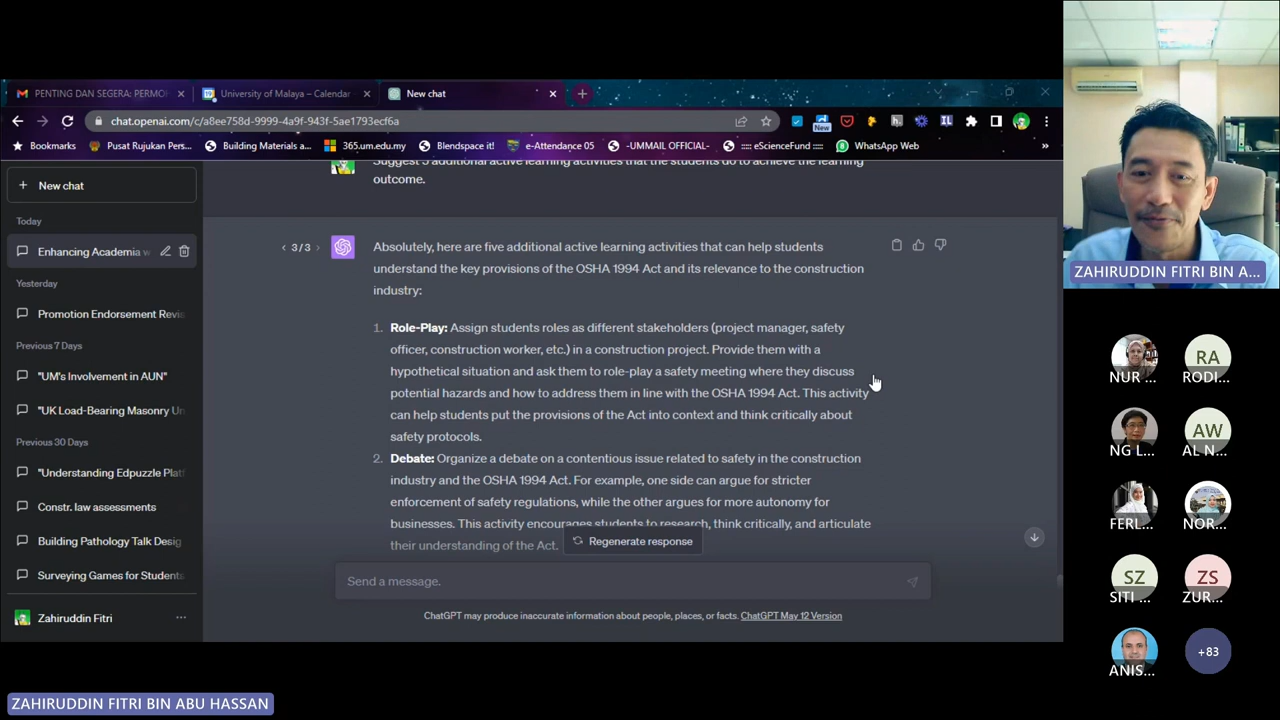 PENTING DAN SEGERA: PERMO
University of Malaya – Calendar
New chat
chat.openai.com/c/a8ee758d-9999-4a9f-943f-5ae1793ecf6a
New
Bookmarks
Pusat Rujukan Pers...
Building Materials a...
365.um.edu.my
Blendspace it!
e-Attendance 05
-UMMAIL OFFICIAL-
:::: eScienceFund ::::
WhatsApp Web
New chat
Today
Enhancing Academia w
Yesterday
Promotion Endorsement Revi
Previous 7 Days
"UM's Involvement in AUN"
"UK Load-Bearing Masonry Un
Previous 30 Days
"Understanding Edpuzzle Platf
Constr. law assessments
Building Pathology Talk Desig
Surveying Games for Students
Zahiruddin Fitri
Suggest 5 additional active learning activities that the students do to achieve the learning
outcome.
3/3
Absolutely, here are five additional active learning activities that can help students
understand the key provisions of the OSHA 1994 Act and its relevance to the construction
industry:
1. Role-Play: Assign students roles as different stakeholders (project manager, safety
officer, construction worker, etc.) in a construction project. Provide them with a
hypothetical situation and ask them to role-play a safety meeting where they discuss
potential hazards and how to address them in line with the OSHA 1994 Act. This activity
can help students put the provisions of the Act into context and think critically about
safety protocols.
2. Debate: Organize a debate on a contentious issue related to safety in the construction
industry and the OSHA 1994 Act. For example, one side can argue for stricter
enforcement of safety regulations, while the other argues for more autonomy for
businesses. This activity encourages students to research, think critically, and articulate
their understanding of the Act.
Regenerate response
Send a message.
ChatGPT may produce inaccurate information about people, places, or facts. ChatGPT May 12 Version
ZAHIRUDDIN FITRI BIN A...
NUR ...
RA
RODI...
NG L...
AW
AL N...
FERL...
NOR...
SZ
SITI ...
ZS
ZUR...
ANIS...
+83
ZAHIRUDDIN FITRI BIN ABU HASSAN